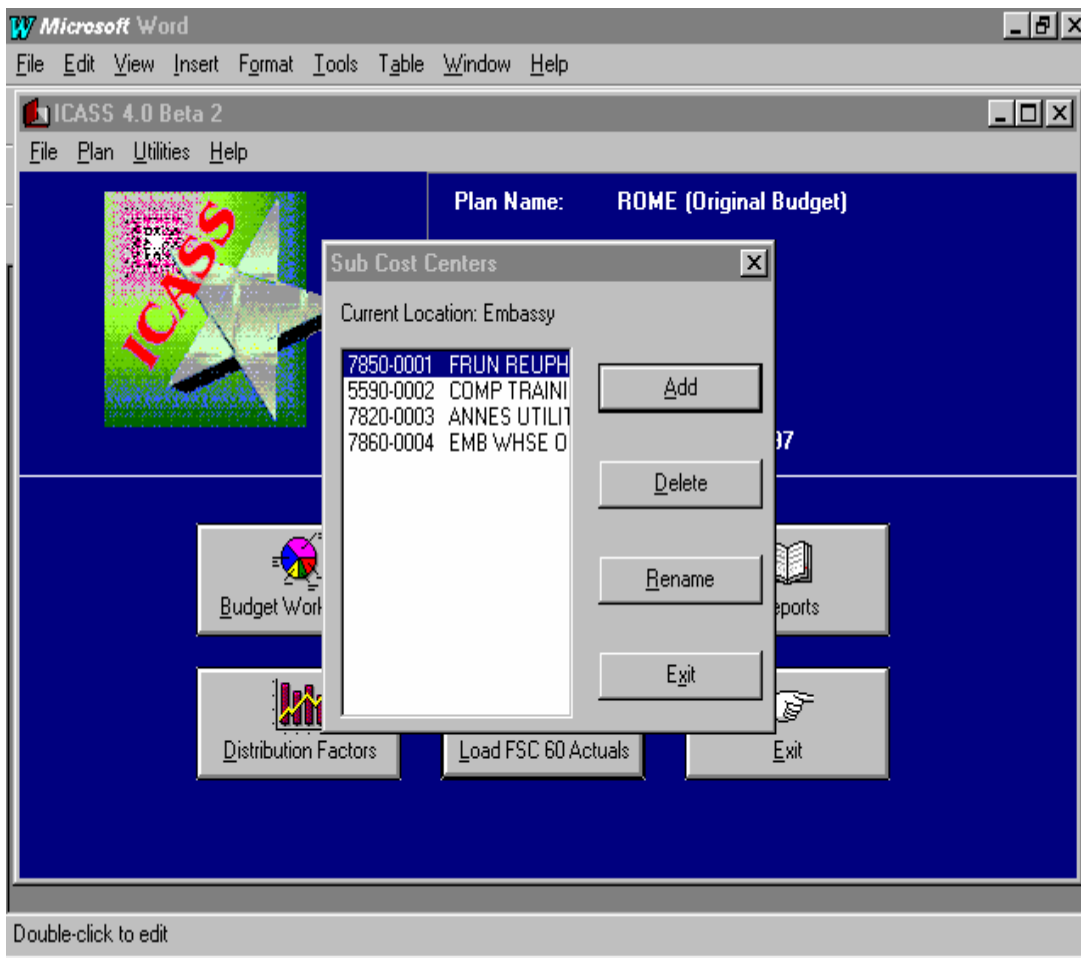 Microsoft Word
File Edit View Insert Format Tools Table Window Help
ICASS 4.0 Beta 2
File Plan Utilities Help
ICASS
Plan Name: ROME (Original Budget)
Sub Cost Centers
Current Location: Embassy
7850-0001 FRUN REUPH
5590-0002 COMP TRAINI
7820-0003 ANNES UTILIT
7860-0004 EMB WHSE O
Add
Delete
Rename
Exit
97
Budget Work
eports
Distribution Factors
Load FSC 60 Actuals
Exit
Double-click to edit